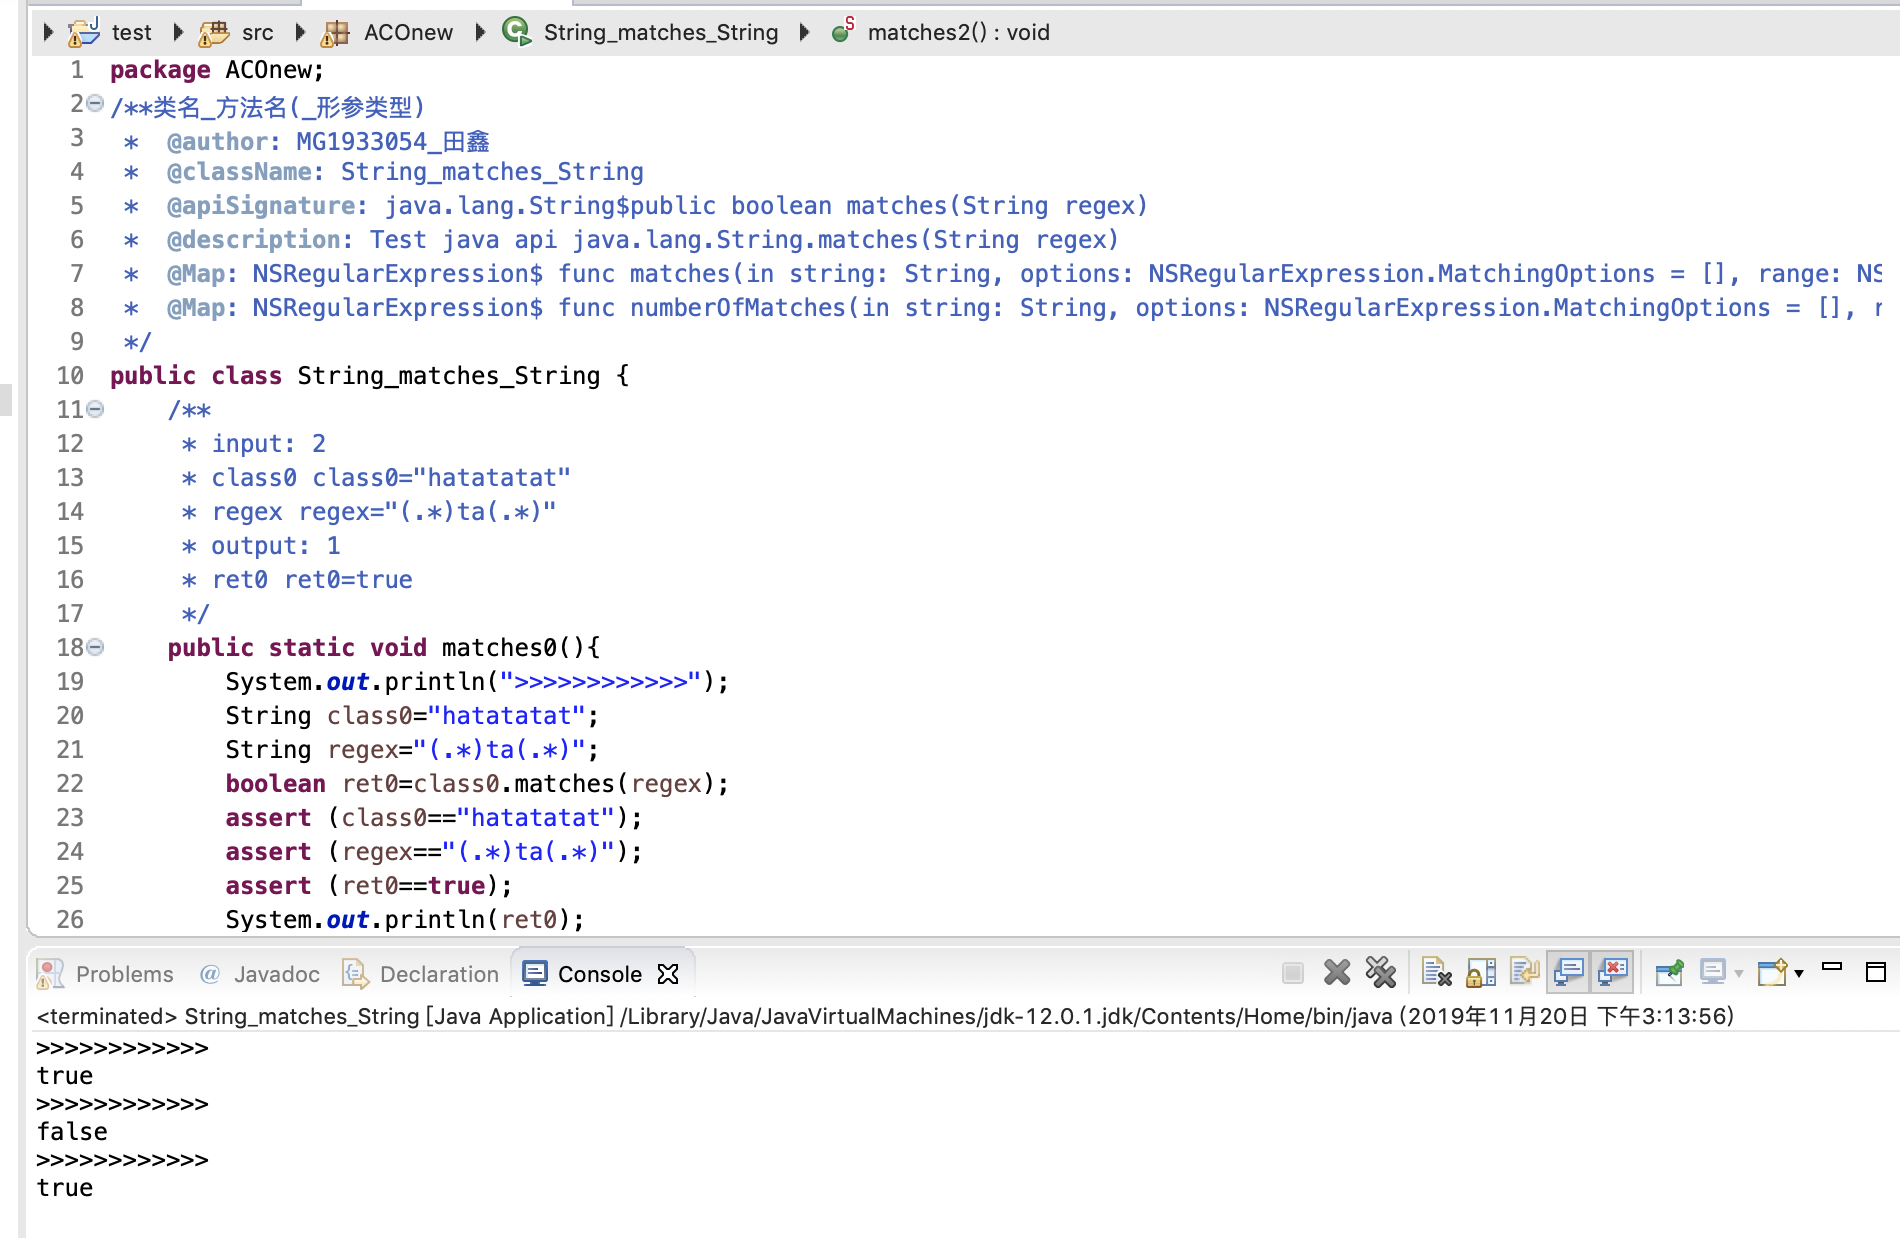 test src ACOnew String_matches_String matches2() : void
1 package ACOnew;
2 /**类名_方法名(_形参类型)
3  *  @author: MG1933054_田鑫
4  *  @className: String_matches_String
5  *  @apiSignature: java.lang.String$public boolean matches(String regex)
6  *  @description: Test java api java.lang.String.matches(String regex)
7  *  @Map: NSRegularExpression$ func matches(in string: String, options: NSRegularExpression.MatchingOptions = [], range: NS
8  *  @Map: NSRegularExpression$ func numberOfMatches(in string: String, options: NSRegularExpression.MatchingOptions = [], r
9  */
10 public class String_matches_String {
11     /**
12      * input: 2
13      * class0 class0="hatatatat"
14      * regex regex="(.*)ta(.*)"
15      * output: 1
16      * ret0 ret0=true
17      */
18     public static void matches0(){
19         System.out.println(">>>>>>>>>>>>");
20         String class0="hatatatat";
21         String regex="(.*)ta(.*)";
22         boolean ret0=class0.matches(regex);
23         assert (class0=="hatatatat");
24         assert (regex=="(.*)ta(.*)");
25         assert (ret0==true);
26         System.out.println(ret0);
Problems @ Javadoc Declaration Console
<terminated> String_matches_String [Java Application] /Library/Java/JavaVirtualMachines/jdk-12.0.1.jdk/Contents/Home/bin/java (2019年11月20日 下午3:13:56)
>>>>>>>>>>>>
true
>>>>>>>>>>>>
false
>>>>>>>>>>>>
true